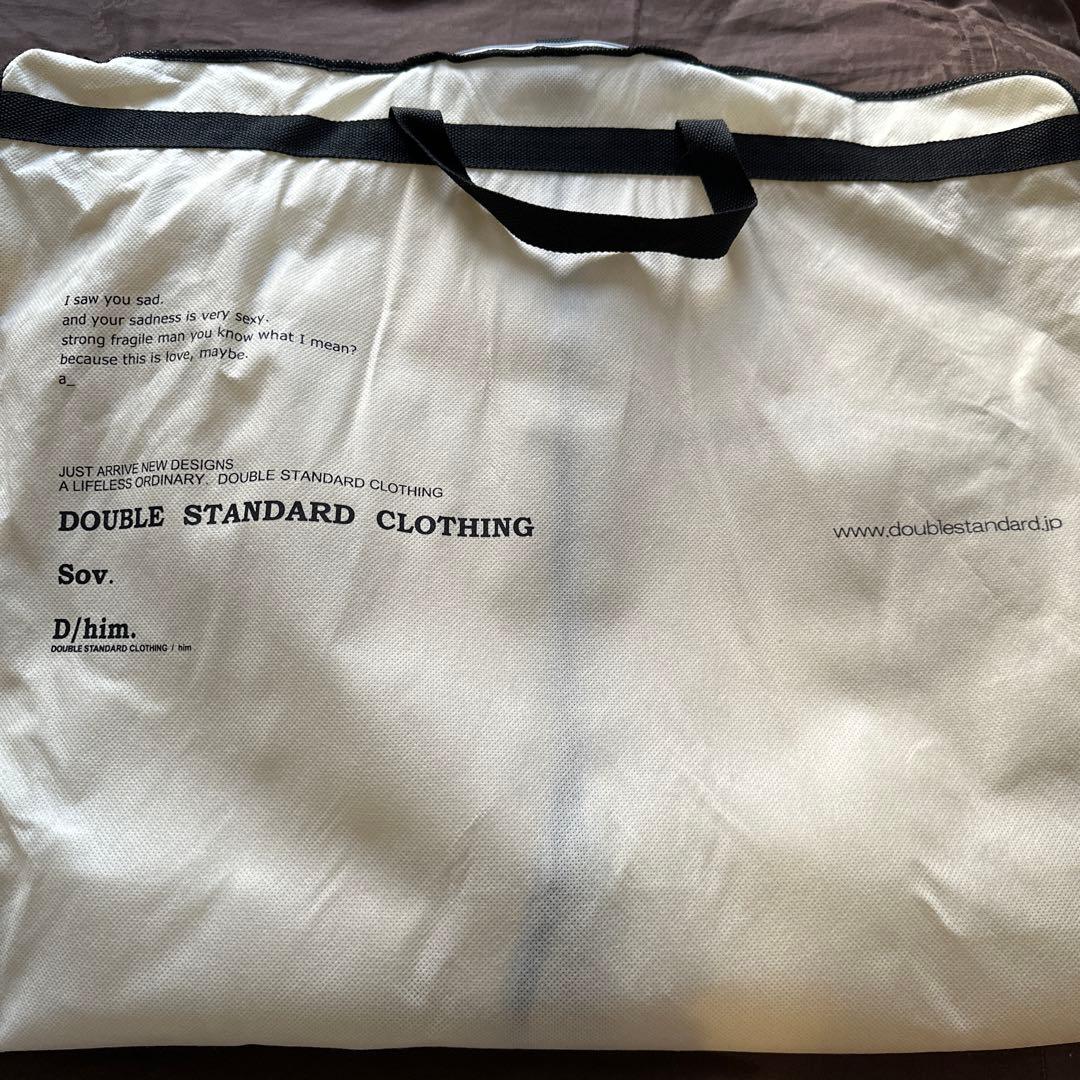 I saw you sad.
and your sadness is very sexy.
strong fragile man you know what I mean?
because this is love, maybe.
a_
JUST ARRIVE NEW DESIGNS
A LIFELESS ORDINARY. DOUBLE STANDARD CLOTHING
DOUBLE STANDARD CLOTHING
www.doublestandard.jp
Sov.
D/him.
DOUBLE STANDARD CLOTHING / him